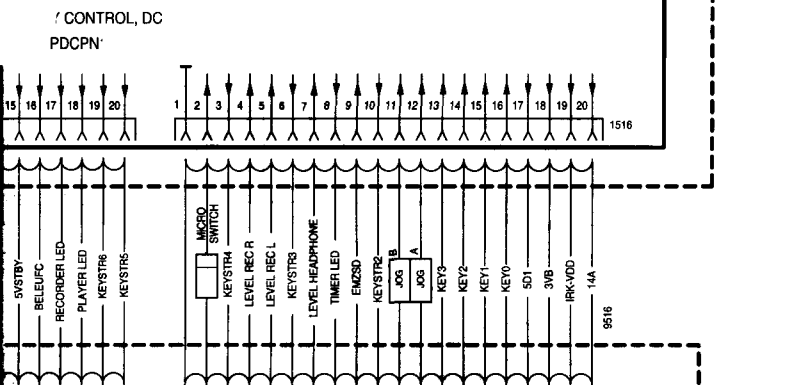 CONTROL, DC
PDCPN
15 16 17 18 19 20 1 2 3 4 5 6 7 8 9 10 11 12 13 14 15 16 17 18 19 20
1516
5VSTBY
BELEUFC
RECORDER LED
PLAYER LED
KEYSTR6
KEYSTR5
MICRO
SWITCH
KEYSTR4
LEVEL REC R
LEVEL REC L
KEYSTR3
LEVEL HEADPHONE
TIMER LED
EMZSD
KEYSTR2
JOG B
JOG A
KEY3
KEY2
KEY1
KEY0
5D1
3VB
IRK-VDD
14A
9516